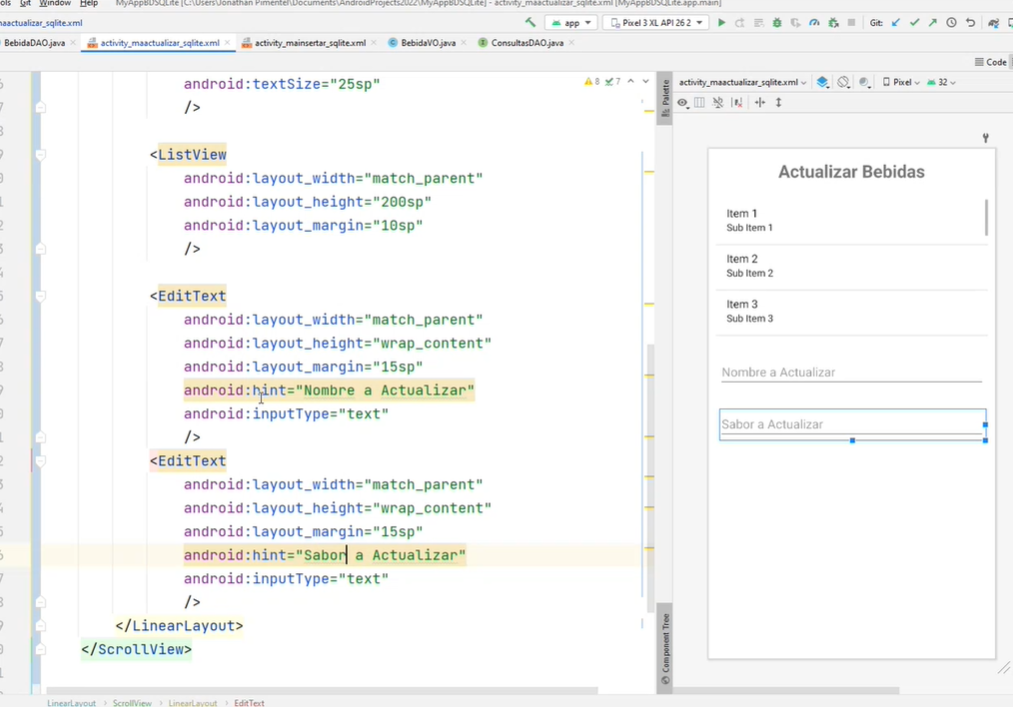 Git Window Help MyAppBDSQLite [C:\Users\Jonathan Pimentel\Documents\AndroidProjects2022\MyAppBDSQLite] - activity_maactualizar_sqlite.xml [MyAppBDSQLite.app.main]
maactualizar_sqlite.xml app Pixel 3 XL API 26 2 Git:
BebidaDAO.java activity_maactualizar_sqlite.xml activity_mainsertar_sqlite.xml BebidaVO.java ConsultasDAO.java
Code
android:textSize="25sp"
/>
<ListView
android:layout_width="match_parent"
android:layout_height="200sp"
android:layout_margin="10sp"
/>
<EditText
android:layout_width="match_parent"
android:layout_height="wrap_content"
android:layout_margin="15sp"
android:hint="Nombre a Actualizar"
android:inputType="text"
/>
<EditText
android:layout_width="match_parent"
android:layout_height="wrap_content"
android:layout_margin="15sp"
android:hint="Sabor a Actualizar"
android:inputType="text"
/>
</LinearLayout>
</ScrollView>
LinearLayout > ScrollView > LinearLayout > EditText
8 7
Palette
Component Tree
activity_maactualizar_sqlite.xml Pixel 32
Actualizar Bebidas
Item 1
Sub Item 1
Item 2
Sub Item 2
Item 3
Sub Item 3
Nombre a Actualizar
Sabor a Actualizar